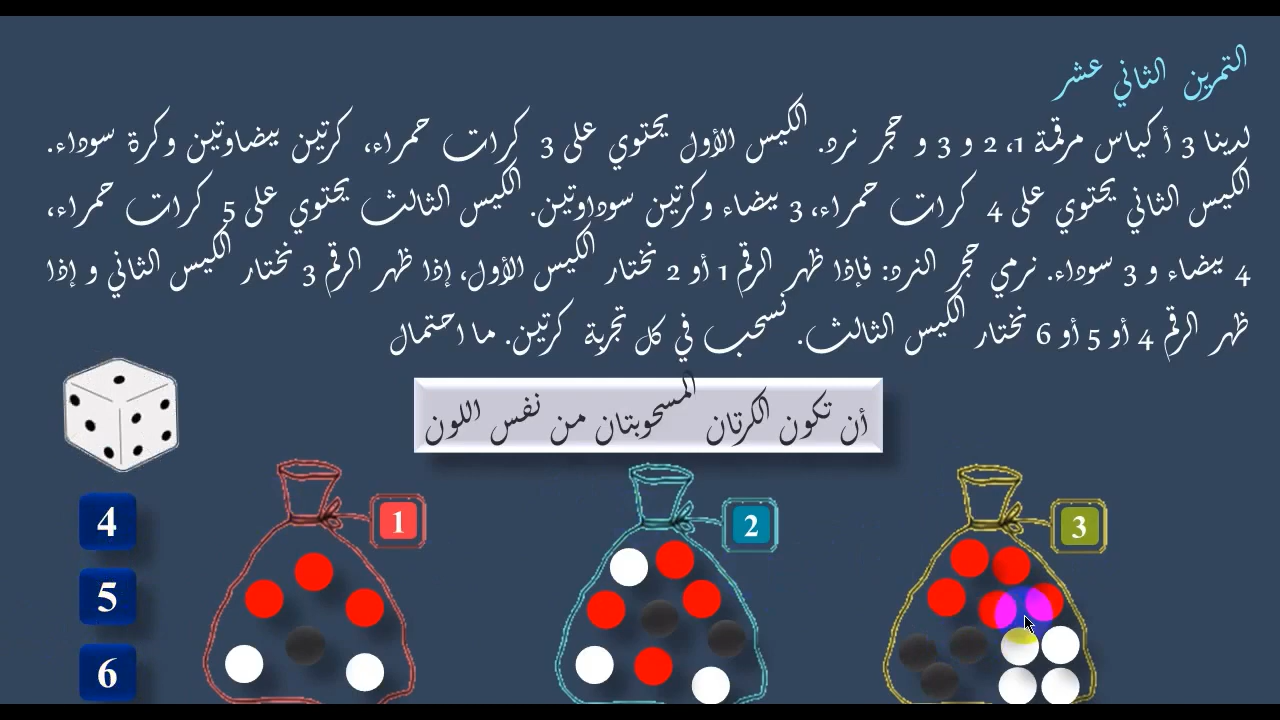 التمرين الثاني عشر
لدينا 3 أكياس مرقمة 1، 2 و 3 و حجر نرد. الكيس الأول يحتوي على 3 كرات حمراء، كرتين بيضاوتين وكرة سوداء.
الكيس الثاني يحتوي على 4 كرات حمراء، 3 بيضاء وكرتين سوداوتين. الكيس الثالث يحتوي على 5 كرات حمراء،
4 بيضاء و 3 سوداء. نرمي حجر النرد: فإذا ظهر الرقم 1 أو 2 نختار الكيس الأول، إذا ظهر الرقم 3 نختار الكيس الثاني و إذا
ظهر الرقم 4 أو 5 أو 6 نختار الكيس الثالث. نسحب في كل تجربة كرتين. ما احتمال
أن تكون الكرتان المسحوبتان من نفس اللون
1
2
3
4
5
6